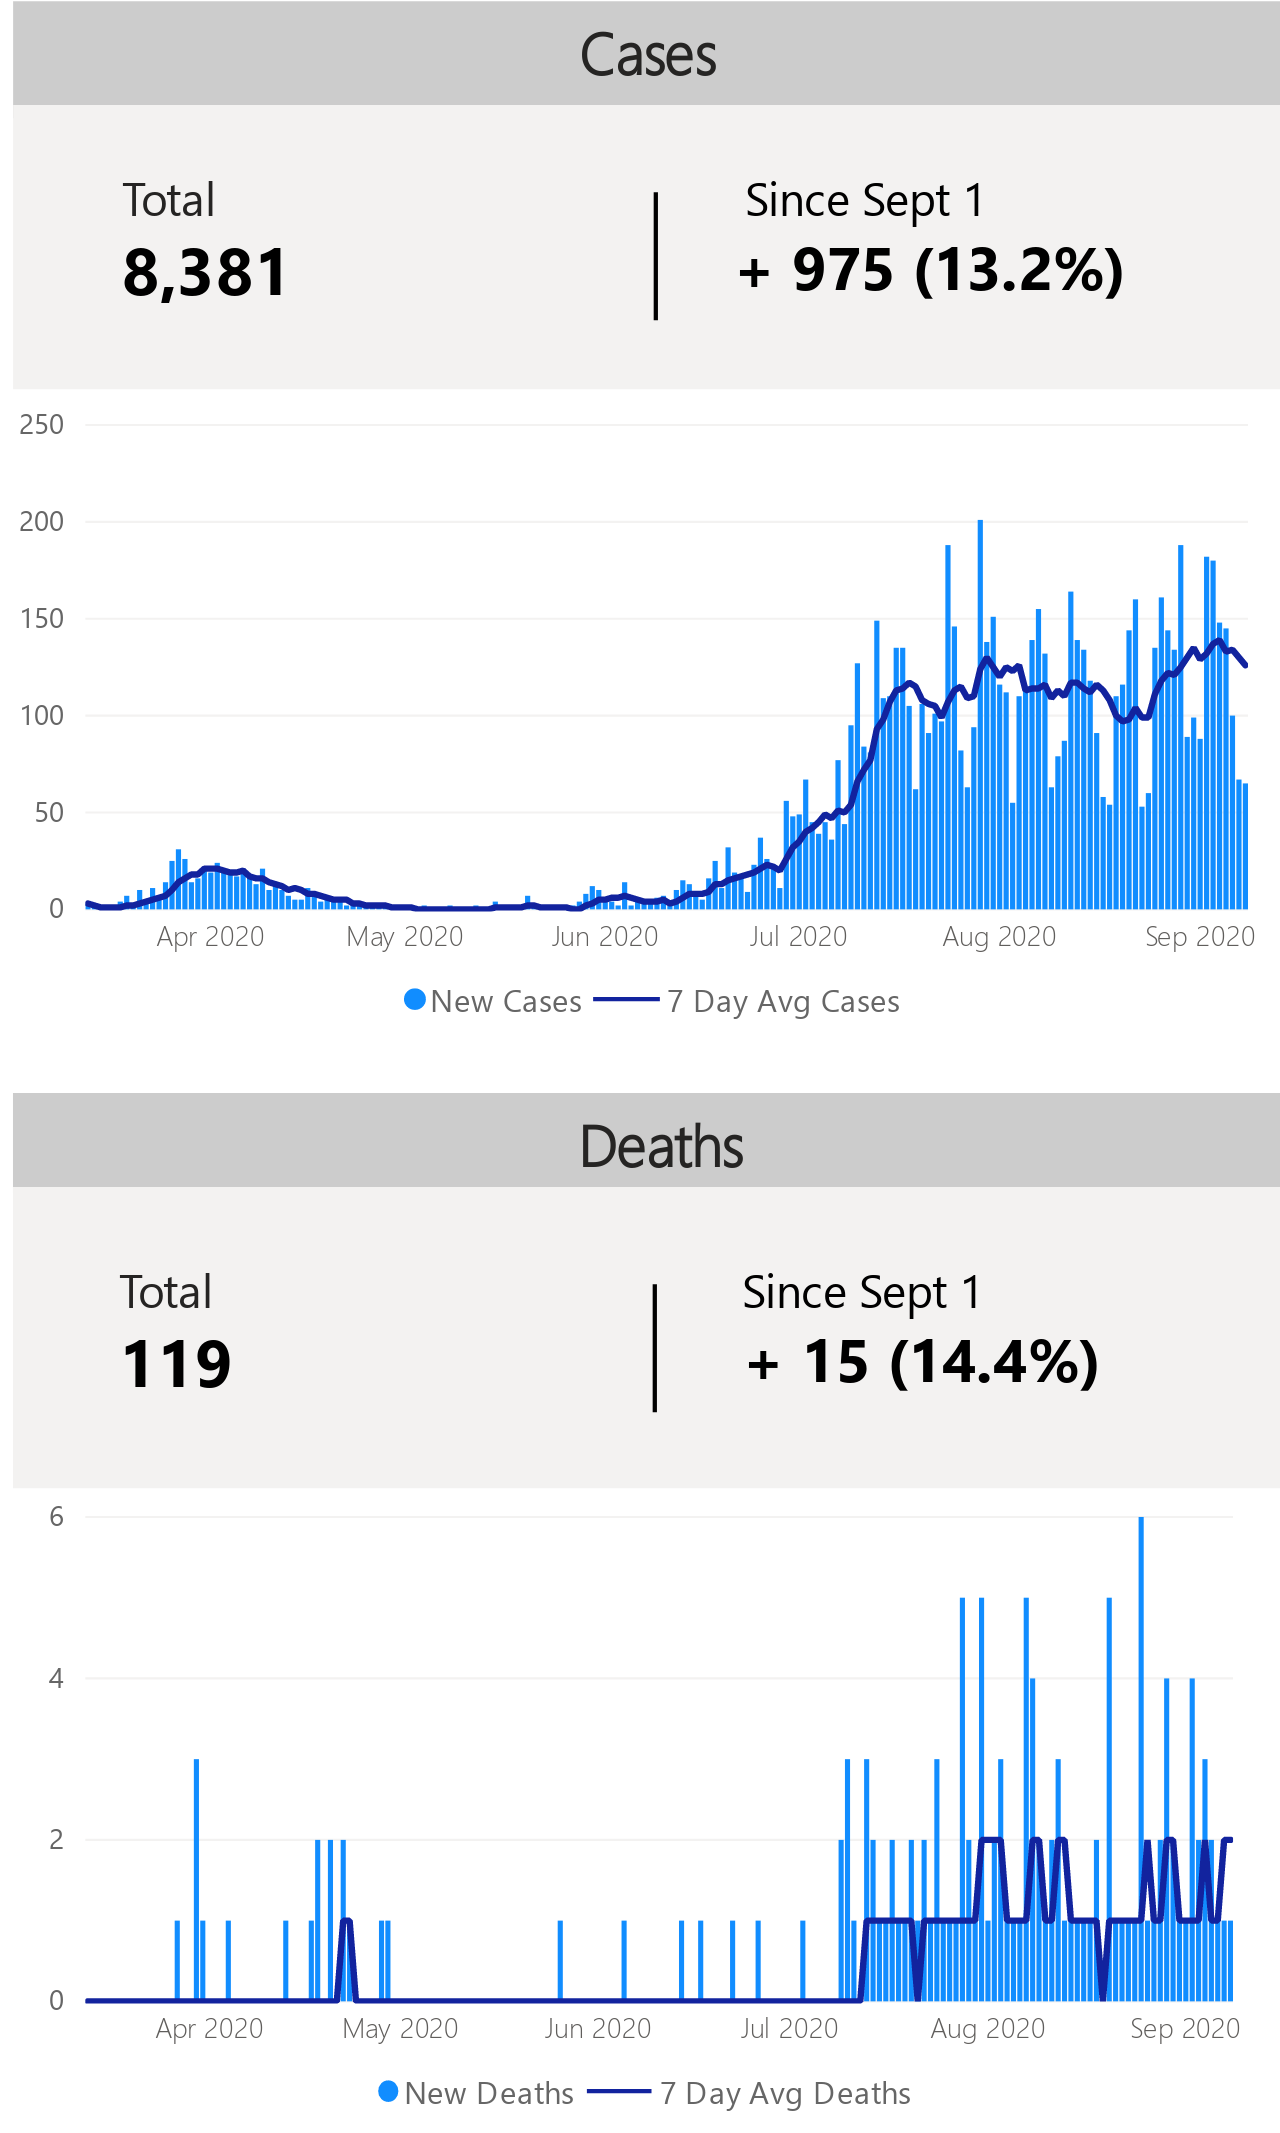 Cases
Total
Since Sept 1
8,381
+ 975 (13.2%)
250
200
150
100
50
0
Apr 2020 May 2020 Jun 2020 Jul 2020 Aug 2020 Sep 2020
New Cases 7 Day Avg Cases
Deaths
Total
Since Sept 1
119
+ 15 (14.4%)
6
4
2
0
Apr 2020 May 2020 Jun 2020 Jul 2020 Aug 2020 Sep 2020
New Deaths 7 Day Avg Deaths